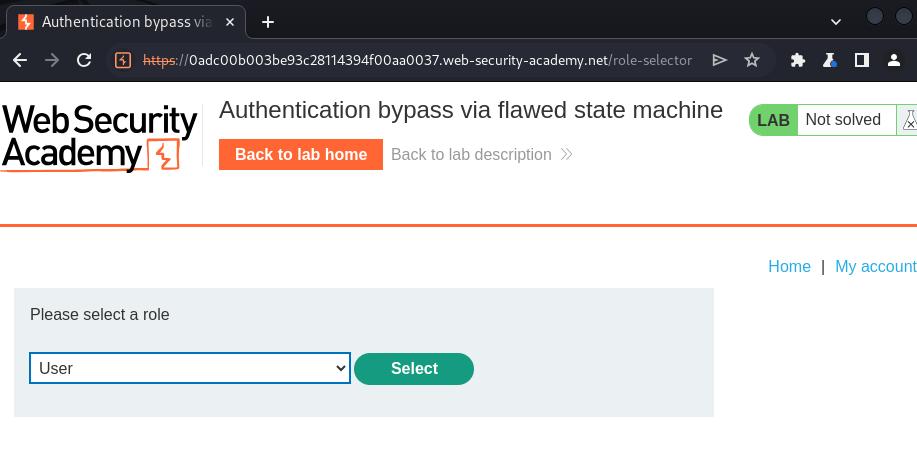 Authentication bypass via
https://0adc00b003be93c28114394f00aa0037.web-security-academy.net/role-selector
Web Security
Academy
Authentication bypass via flawed state machine
LAB Not solved
Back to lab home Back to lab description
Home | My account
Please select a role
User Select